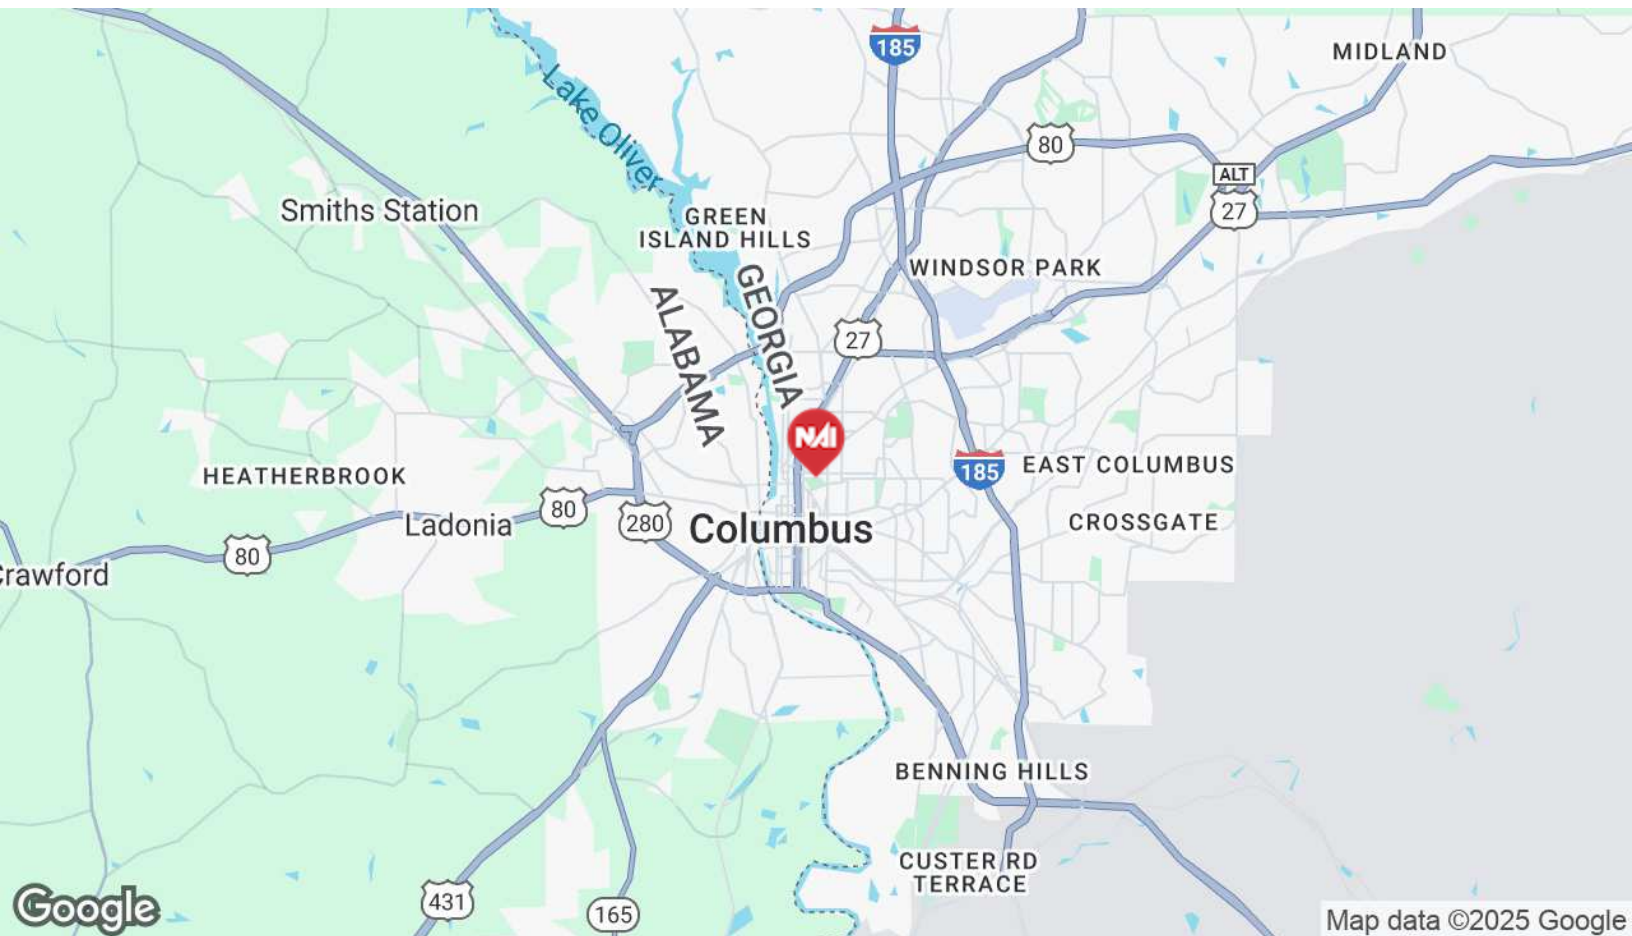 185
MIDLAND
Lake Oliver
80
ALT
27
Smiths Station
GREEN
ISLAND HILLS
WINDSOR PARK
GEORGIA
ALABAMA
27
NAI
185
EAST COLUMBUS
HEATHERBROOK
80
280
Ladonia
Columbus
CROSSGATE
80
Crawford
BENNING HILLS
CUSTER RD
TERRACE
431
165
Google
Map data ©2025 Google